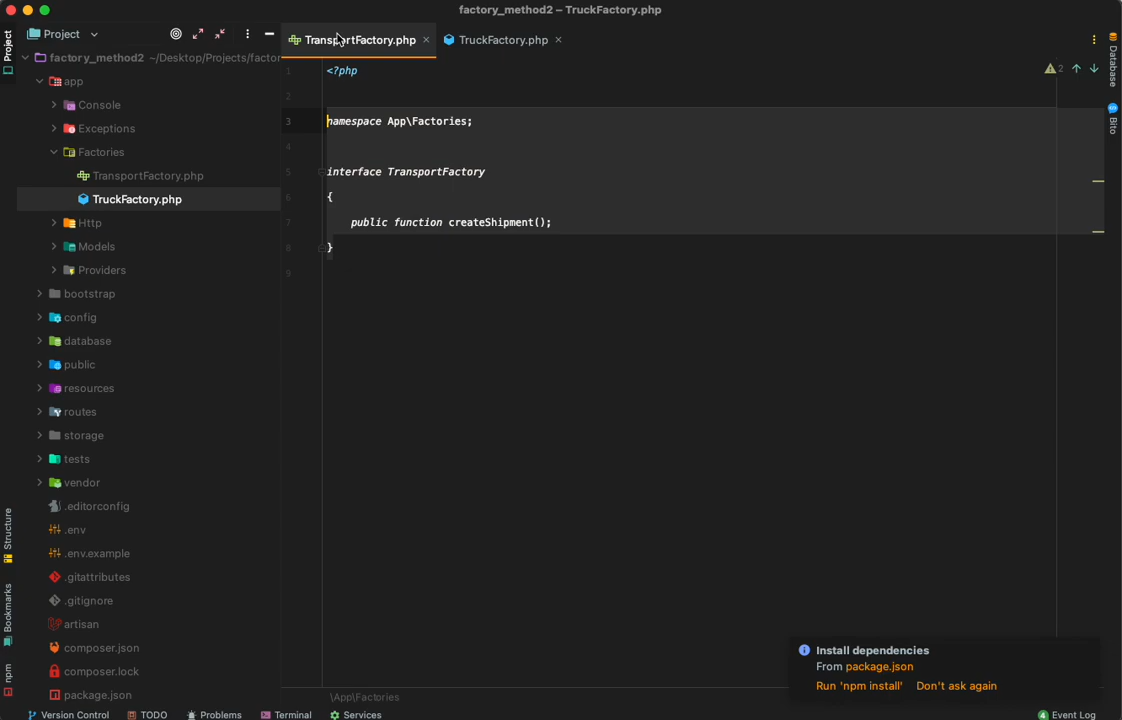 factory_method2 – TruckFactory.php
Project
Project
TransportFactory.php
TruckFactory.php
Database
Bito
factory_method2 ~/Desktop/Projects/factor
app
Console
Exceptions
Factories
TransportFactory.php
TruckFactory.php
Http
Models
Providers
bootstrap
config
database
public
resources
routes
storage
tests
vendor
.editorconfig
.env
.env.example
.gitattributes
.gitignore
artisan
composer.json
composer.lock
package.json
1 <?php
2
3 namespace App\Factories;
4
5 interface TransportFactory
6 {
7 public function createShipment();
8 }
9
2
Structure
Bookmarks
npm
Install dependencies
From package.json
Run 'npm install' Don't ask again
\App\Factories
Version Control
TODO
Problems
Terminal
Services
4 Event Log